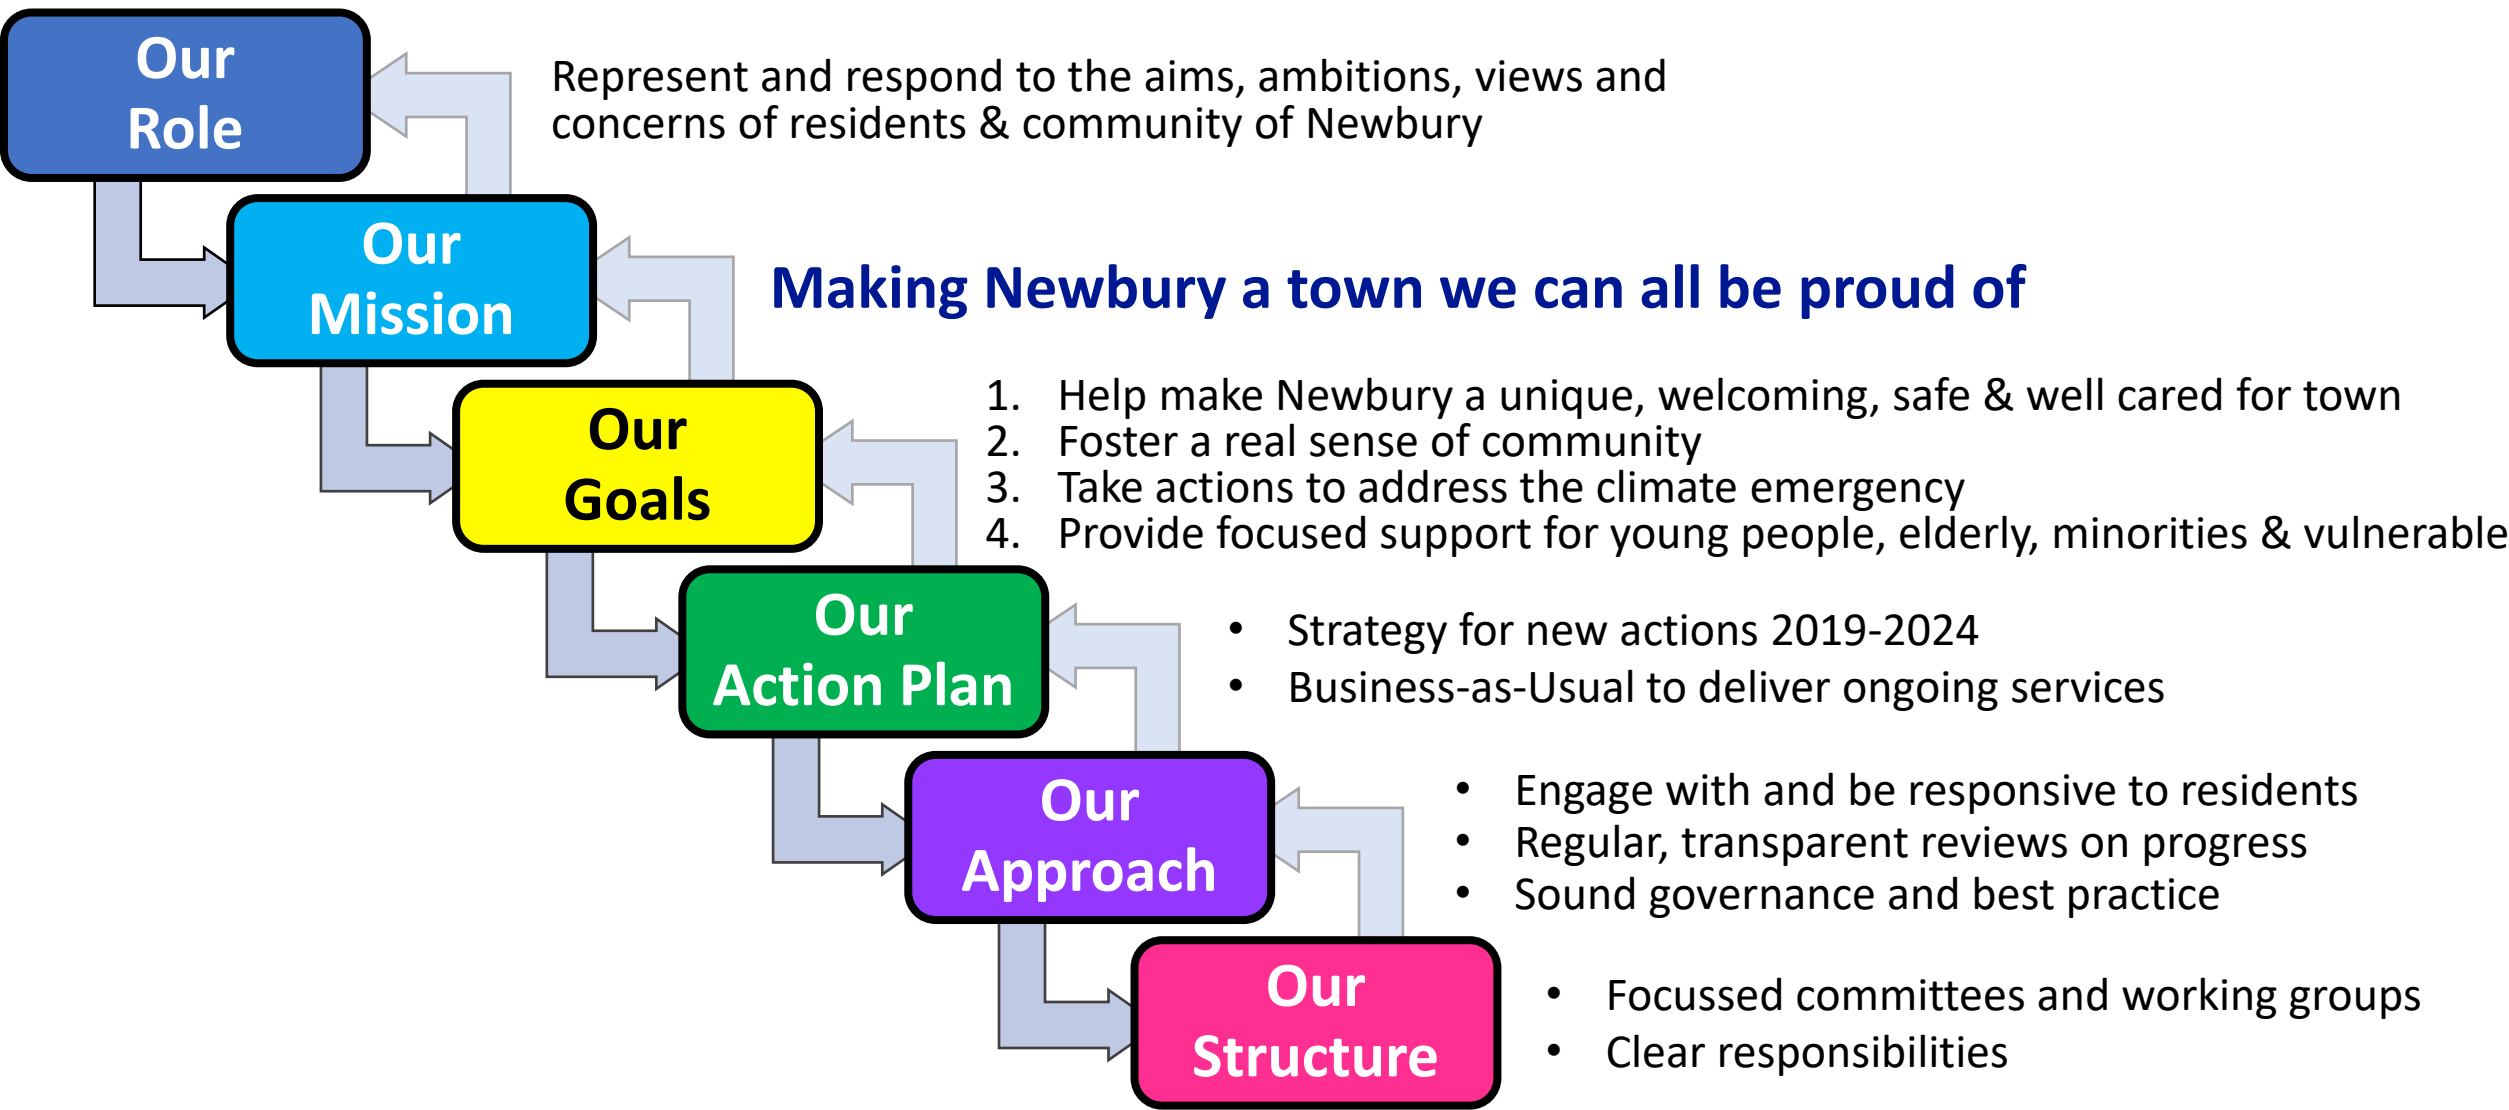 Our
Role
Represent and respond to the aims, ambitions, views and
concerns of residents & community of Newbury
Our
Mission
Making Newbury a town we can all be proud of
Our
Goals
1. Help make Newbury a unique, welcoming, safe & well cared for town
2. Foster a real sense of community
3. Take actions to address the climate emergency
4. Provide focused support for young people, elderly, minorities & vulnerable
Our
Action Plan
• Strategy for new actions 2019-2024
• Business-as-Usual to deliver ongoing services
Our
Approach
• Engage with and be responsive to residents
• Regular, transparent reviews on progress
• Sound governance and best practice
Our
Structure
• Focussed committees and working groups
• Clear responsibilities